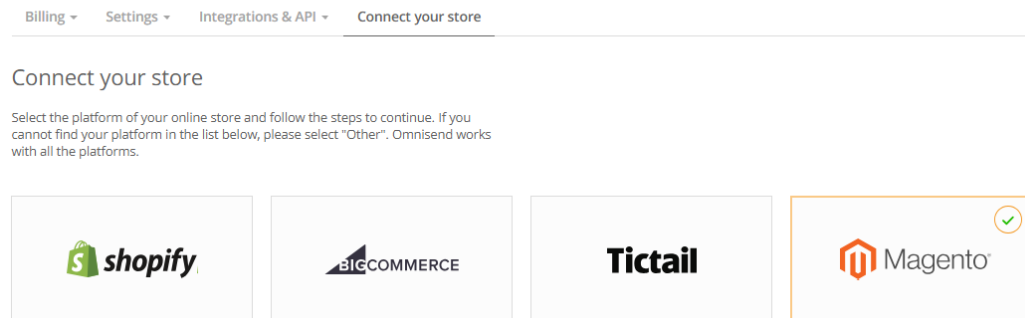 Billing Settings Integrations & API Connect your store
Connect your store
Select the platform of your online store and follow the steps to continue. If you
cannot find your platform in the list below, please select "Other". Omnisend works
with all the platforms.
shopify BIGCOMMERCE Tictail Magento